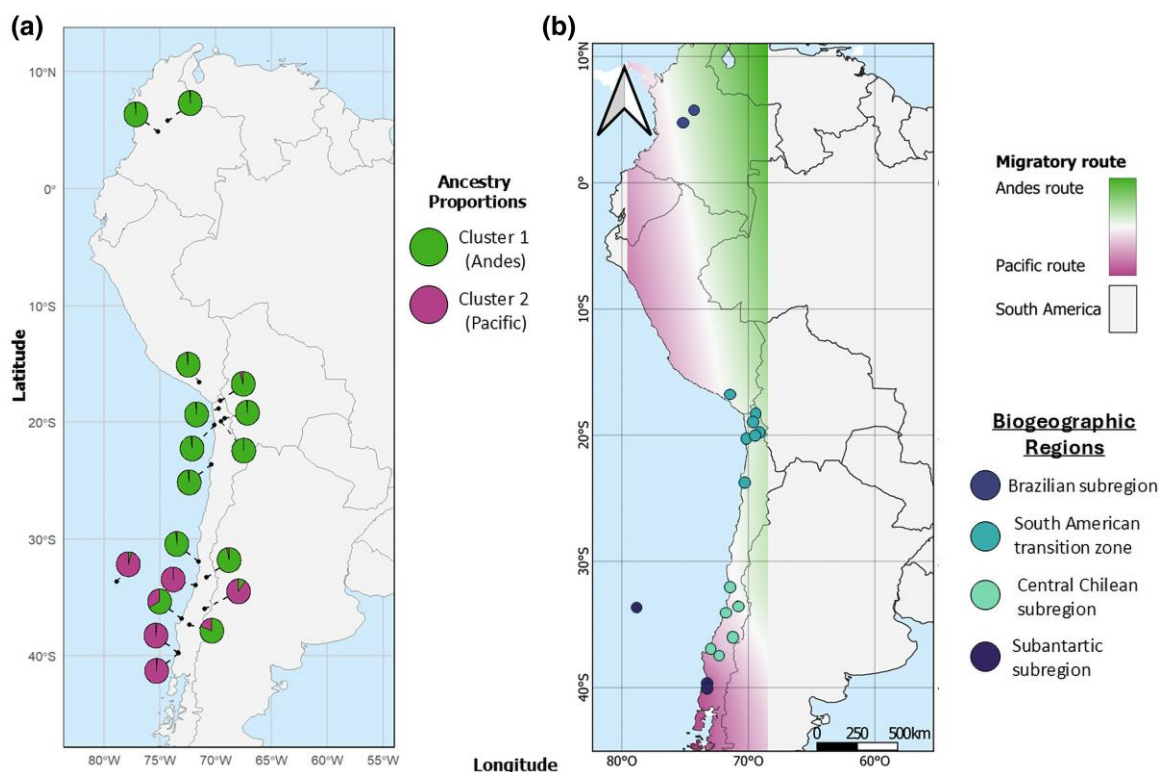 (a)
10°N
0°
10°S
20°S
30°S
40°S
Latitude
80°W
75°W
70°W
65°W
60°W
55°W
Longitude
Ancestry
Proportions
Cluster 1
(Andes)
Cluster 2
(Pacific)
(b)
10°N
0°
10°S
20°S
30°S
40°S
80°O
70°O
60°O
0
250
500km
Migratory route
Andes route
Pacific route
South America
Biogeographic
Regions
Brazilian subregion
South American
transition zone
Central Chilean
subregion
Subantartic
subregion